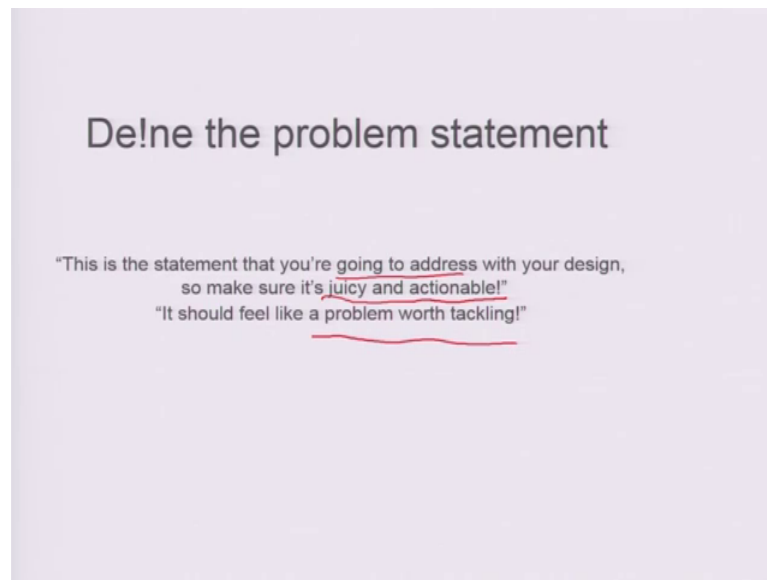 De!ne the problem statement
“This is the statement that you're going to address with your design,
so make sure it's juicy and actionable!”
“It should feel like a problem worth tackling!”